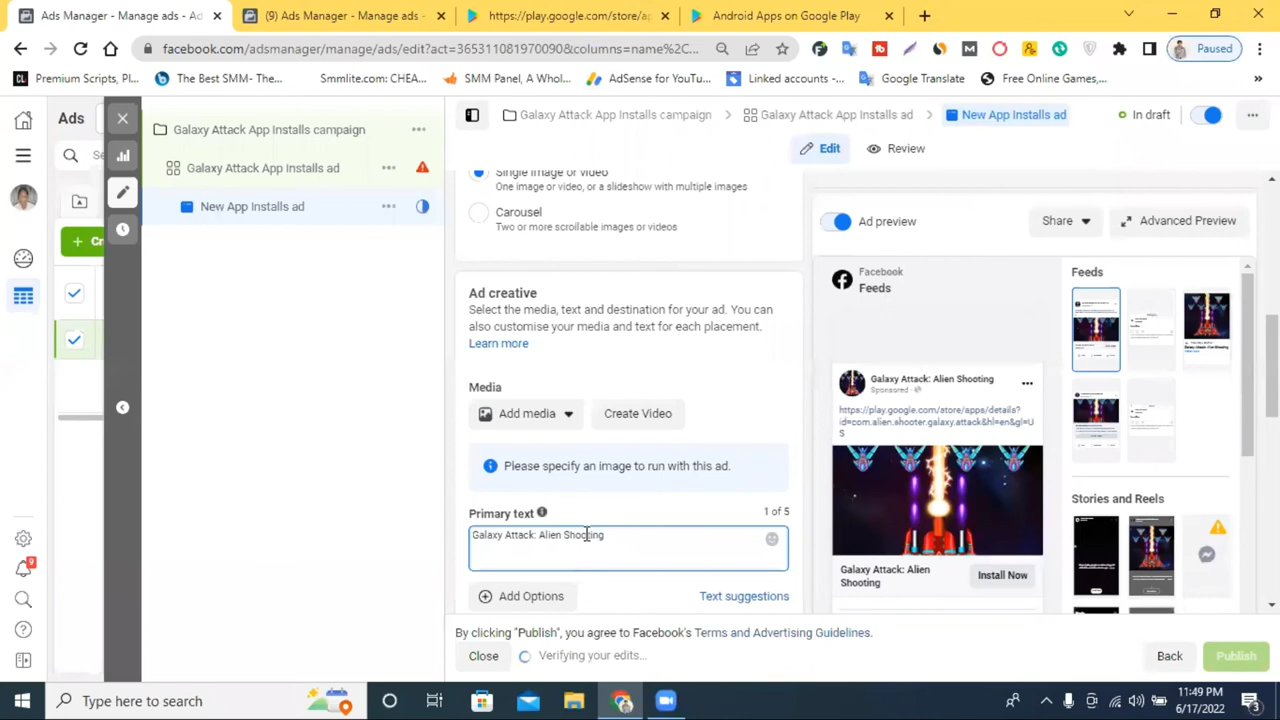 Ads Manager - Manage ads - Ad
(9) Ads Manager - Manage ads -
https://play.google.com/store/ap
Android Apps on Google Play
facebook.com/adsmanager/manage/ads/edit?act=365311081970090&columns=name%2C...
Paused
Premium Scripts, Pl...
The Best SMM- The...
Smmlite.com: CHEA...
SMM Panel, A Whol...
AdSense for YouTu...
Linked accounts -...
Google Translate
Free Online Games,...
»
Ads
Galaxy Attack App Installs campaign
Galaxy Attack App Installs ad
New App Installs ad
Galaxy Attack App Installs campaign
Galaxy Attack App Installs ad
New App Installs ad
In draft
Edit
Review
Single image or video
One image or video, or a slideshow with multiple images
Carousel
Two or more scrollable images or videos
Ad creative
Select the media, text and destination for your ad. You can
also customise your media and text for each placement.
Learn more
Media
Add media
Create Video
Please specify an image to run with this ad.
Primary text
1 of 5
Galaxy Attack: Alien Shooting
Add Options
Text suggestions
Ad preview
Share
Advanced Preview
Facebook
Feeds
Galaxy Attack: Alien Shooting
Sponsored ·
https://play.google.com/store/apps/details?
id=com.alien.shooter.galaxy.attack&hl=en&gl=U
S
Galaxy Attack: Alien
Shooting
Install Now
Feeds
Stories and Reels
By clicking "Publish", you agree to Facebook's Terms and Advertising Guidelines.
Close
Verifying your edits...
Back
Publish
Type here to search
11:49 PM
6/17/2022
3